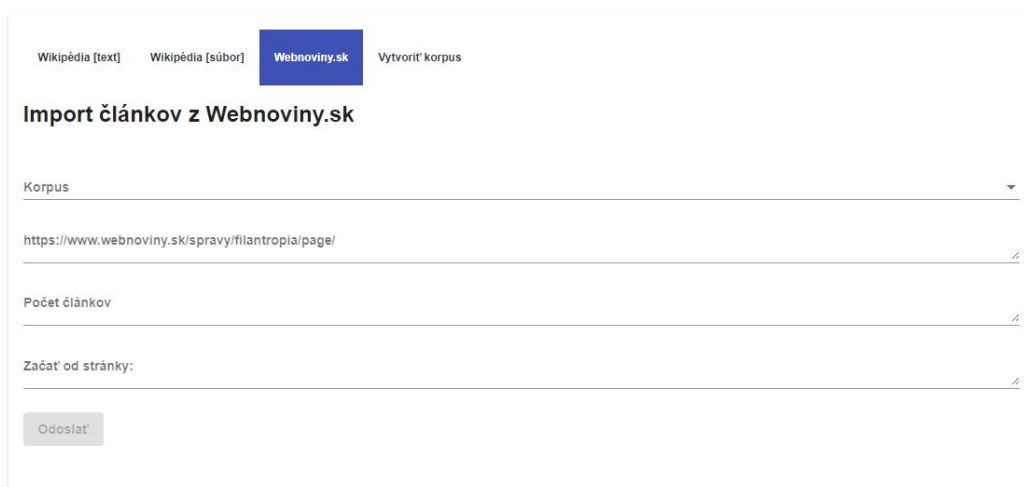 Wikipédia [text] Wikipédia [súbor] Webnoviny.sk Vytvoriť korpus
Import článkov z Webnoviny.sk
Korpus
https://www.webnoviny.sk/spravy/filantropia/page/
Počet článkov
Začať od stránky:
Odoslať